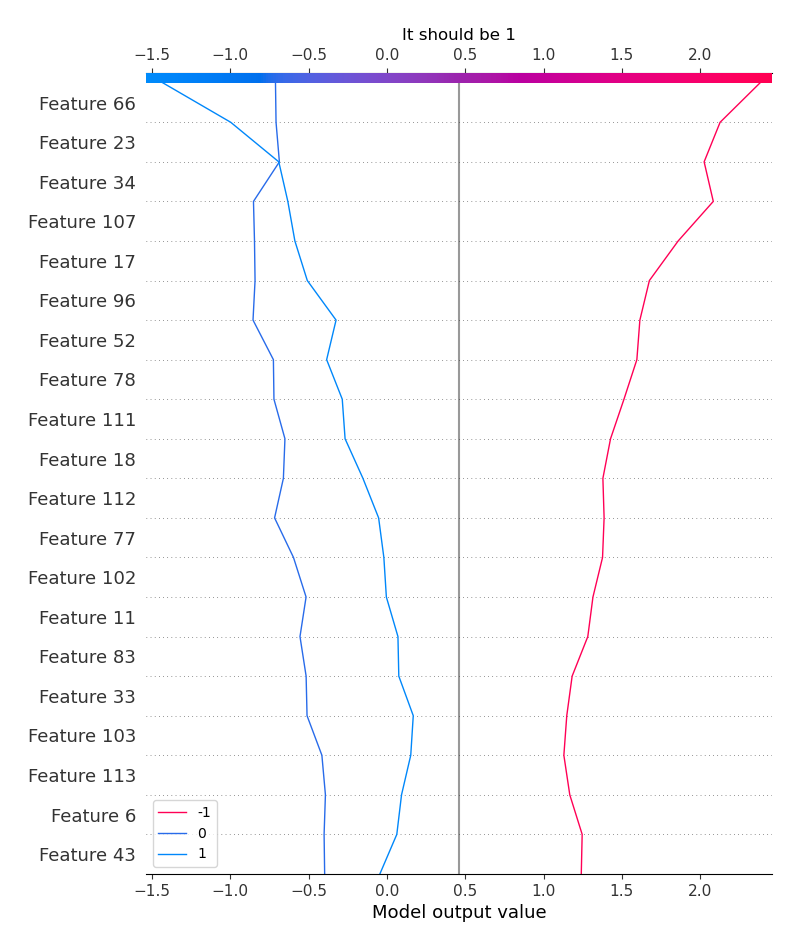 It should be 1
−1.5 −1.0 −0.5 0.0 0.5 1.0 1.5 2.0
Feature 66
Feature 23
Feature 34
Feature 107
Feature 17
Feature 96
Feature 52
Feature 78
Feature 111
Feature 18
Feature 112
Feature 77
Feature 102
Feature 11
Feature 83
Feature 33
Feature 103
Feature 113
Feature 6
Feature 43
-1
0
1
−1.5 −1.0 −0.5 0.0 0.5 1.0 1.5 2.0
Model output value